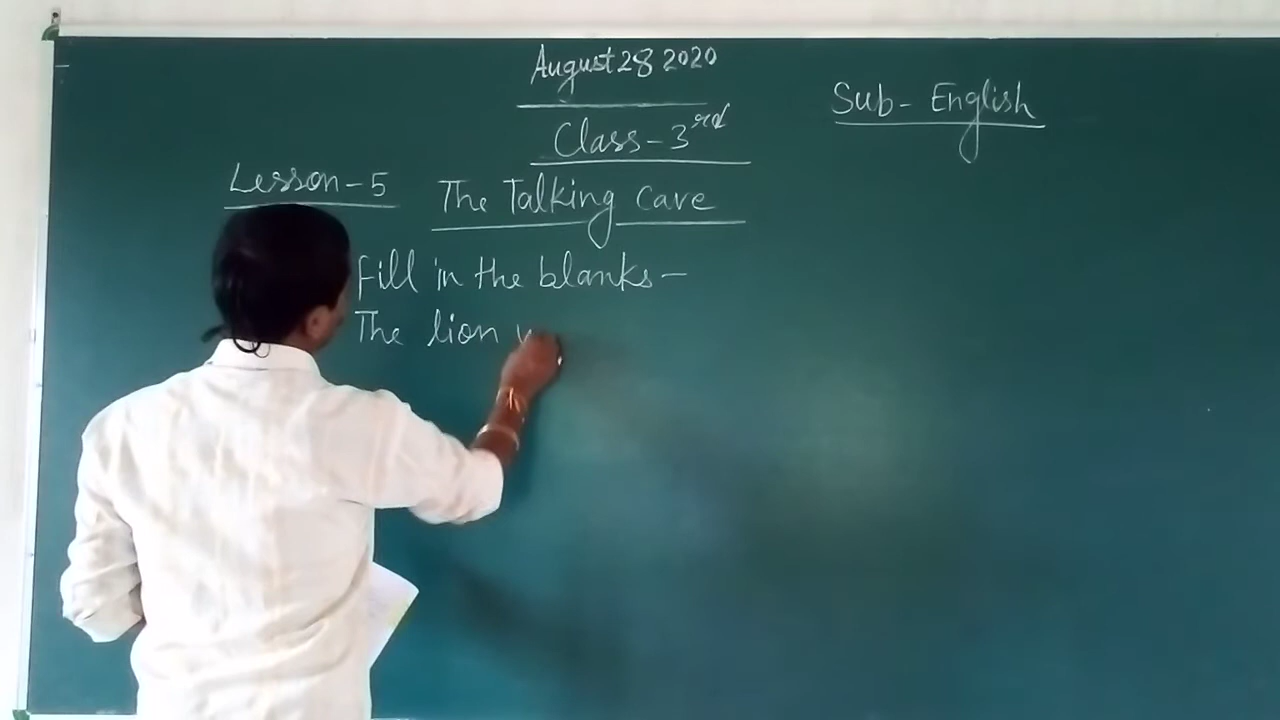 August 28 2020
Sub- English
Class-3rd
Lesson-5 The Talking Cave
Fill in the blanks-
The lion